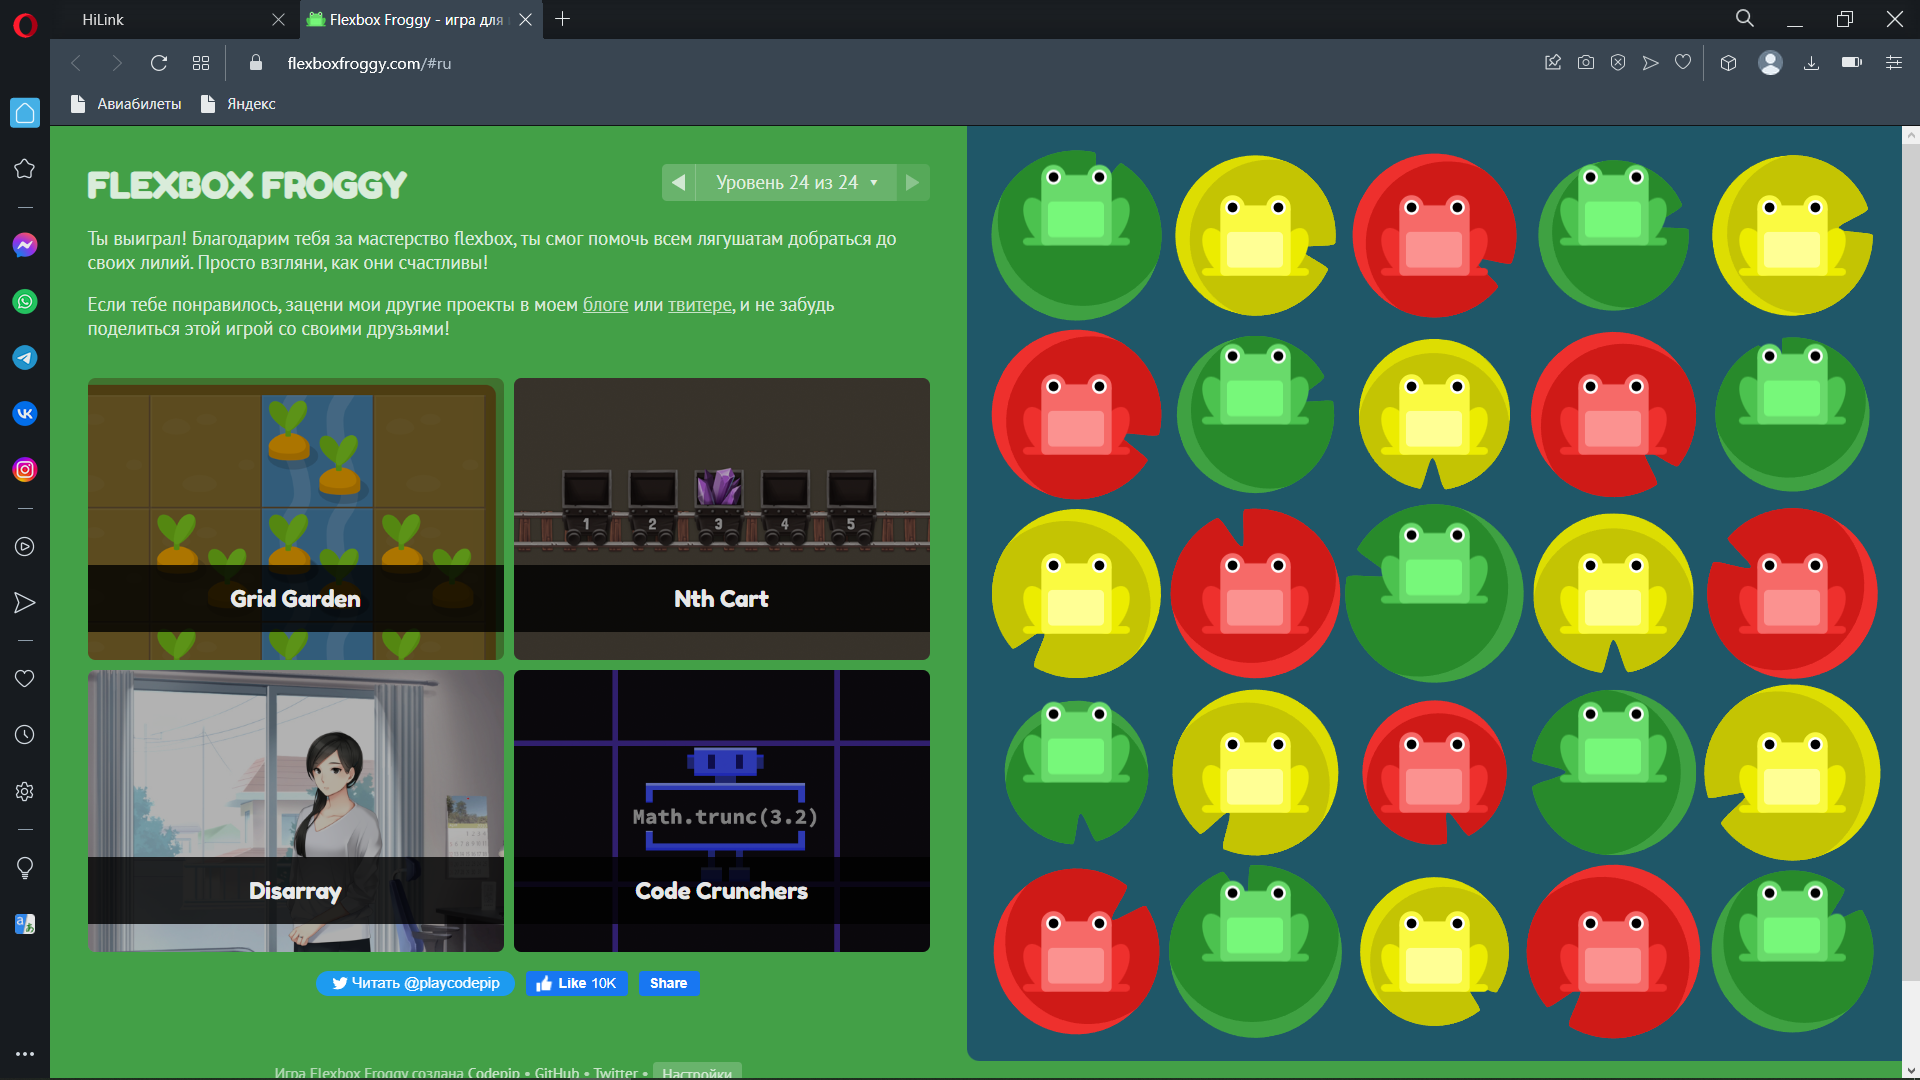 HiLink
Flexbox Froggy - игра для
flexboxfroggy.com/#ru
Авиабилеты
Яндекс
FLEXBOX FROGGY
Уровень 24 из 24
Ты выиграл! Благодарим тебя за мастерство flexbox, ты смог помочь всем лягушатам добраться до
своих лилий. Просто взгляни, как они счастливы!
Если тебе понравилось, зацени мои другие проекты в моем блоге или твитере, и не забудь
поделиться этой игрой со своими друзьями!
1 2 3 4 5
Grid Garden
Nth Cart
Math.trunc(3.2)
Disarray
Code Crunchers
Читать @playcodepip
Like 10K
Share
Игра Flexbox Froggy создана Codepip • GitHub • Twitter •
Настройки